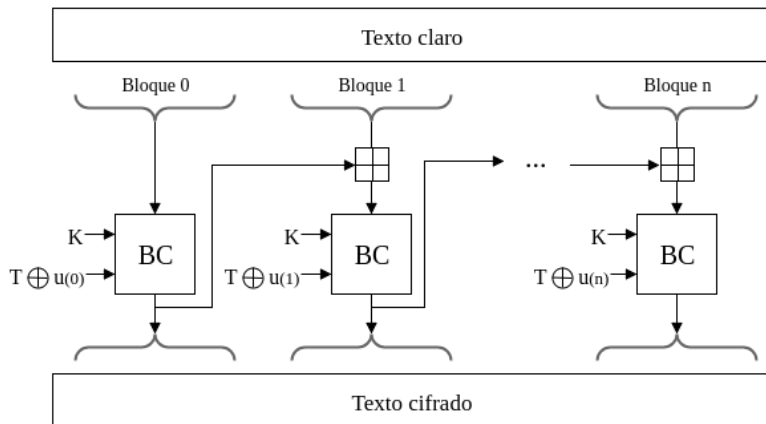 Texto claro
Bloque 0 Bloque 1 Bloque n
...
K K K
BC BC BC
T ⊕ u(0) T ⊕ u(1) T ⊕ u(n)
Texto cifrado